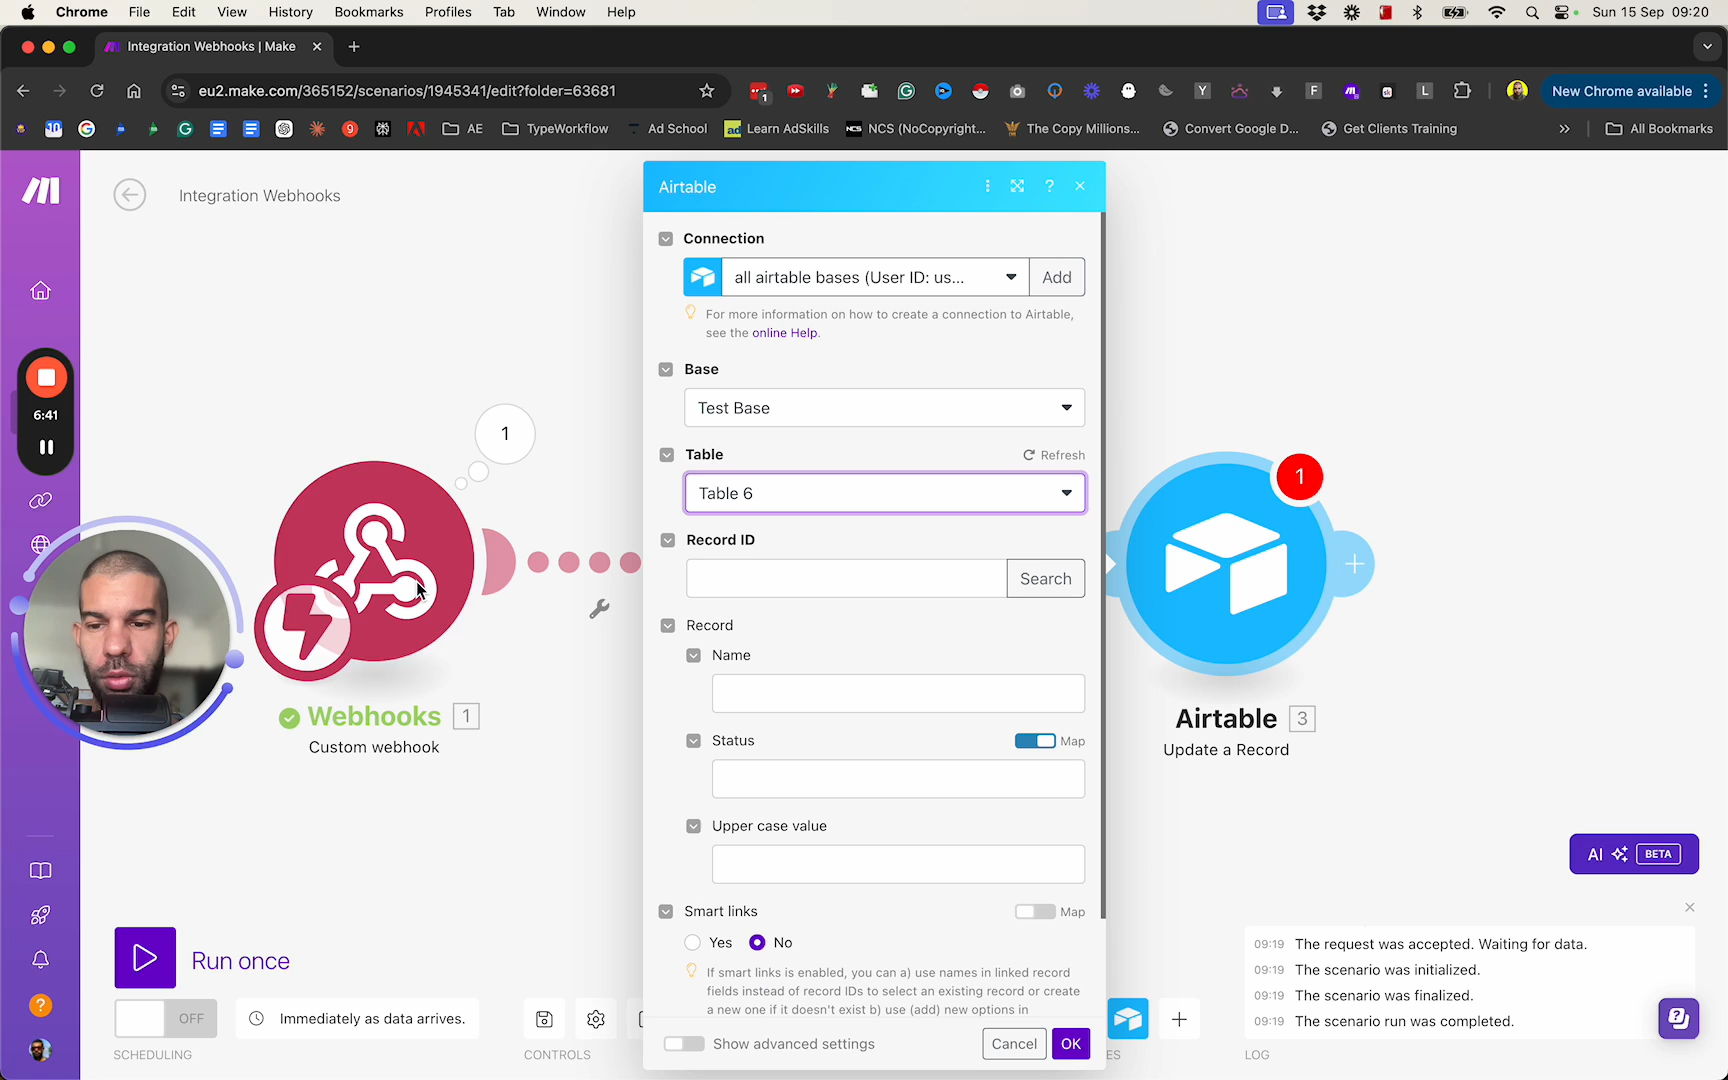 Chrome File Edit View History Bookmarks Profiles Tab Window Help
Sun 15 Sep 09:20
Integration Webhooks | Make
eu2.make.com/365152/scenarios/1945341/edit?folder=63681
1
Y
F
L
New Chrome available
9
AE
TypeWorkflow
Ad School
ad
Learn AdSkills
NCS
NCS (NoCopyright...
The Copy Millions...
Convert Google D...
Get Clients Training
All Bookmarks
Integration Webhooks
Airtable
Connection
all airtable bases (User ID: us...
Add
For more information on how to create a connection to Airtable,
see the online Help.
Base
Test Base
Table
Refresh
Table 6
Record ID
Search
Record
Name
Status
Map
Upper case value
Smart links
Map
Yes
No
If smart links is enabled, you can a) use names in linked record
fields instead of record IDs to select an existing record or create
a new one if it doesn't exist b) use (add) new options in
Show advanced settings
Cancel
OK
6:41
1
Webhooks 1
Custom webhook
1
Airtable 3
Update a Record
AI BETA
Run once
OFF
Immediately as data arrives.
SCHEDULING
CONTROLS
ES
09:19 The request was accepted. Waiting for data.
09:19 The scenario was initialized.
09:19 The scenario was finalized.
09:19 The scenario run was completed.
LOG